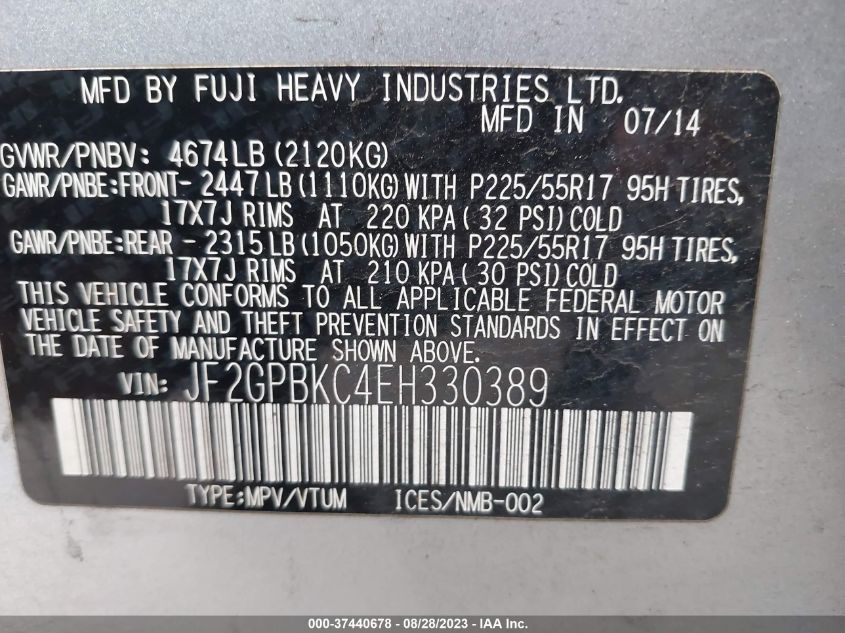 MFD BY FUJI HEAVY INDUSTRIES LTD.
MFD IN 07/14
GVWR/PNBV: 4674LB (2120KG)
GAWR/PNBE:FRONT- 2447LB (1110KG) WITH P225/55R17 95H TIRES,
17X7J RIMS AT 220 KPA (32 PSI) COLD
GAWR/PNBE:REAR - 2315LB (1050KG) WITH P225/55R17 95H TIRES,
17X7J RIMS AT 210 KPA (30 PSI) COLD
THIS VEHICLE CONFORMS TO ALL APPLICABLE FEDERAL MOTOR
VEHICLE SAFETY AND THEFT PREVENTION STANDARDS IN EFFECT ON
THE DATE OF MANUFACTURE SHOWN ABOVE.
VIN: JF2GPBKC4EH330389
TYPE:MPV/VTUM ICES/NMB-002
000-37440678 - 08/28/2023 - IAA Inc.